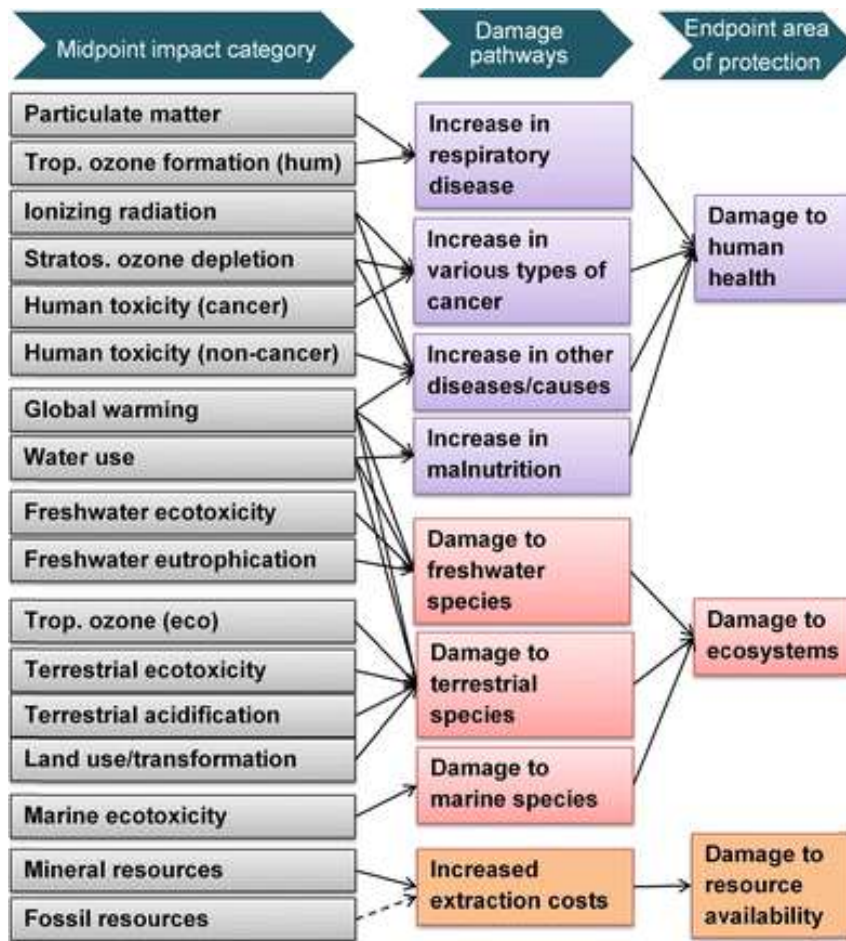 Midpoint impact category
Damage
pathways
Endpoint area
of protection
Particulate matter
Trop. ozone formation (hum)
Ionizing radiation
Stratos. ozone depletion
Human toxicity (cancer)
Human toxicity (non-cancer)
Global warming
Water use
Freshwater ecotoxicity
Freshwater eutrophication
Trop. ozone (eco)
Terrestrial ecotoxicity
Terrestrial acidification
Land use/transformation
Marine ecotoxicity
Mineral resources
Fossil resources
Increase in
respiratory
disease
Increase in
various types of
cancer
Increase in other
diseases/causes
Increase in
malnutrition
Damage to
freshwater
species
Damage to
terrestrial
species
Damage to
marine species
Increased
extraction costs
Damage to
human
health
Damage to
ecosystems
Damage to
resource
availability